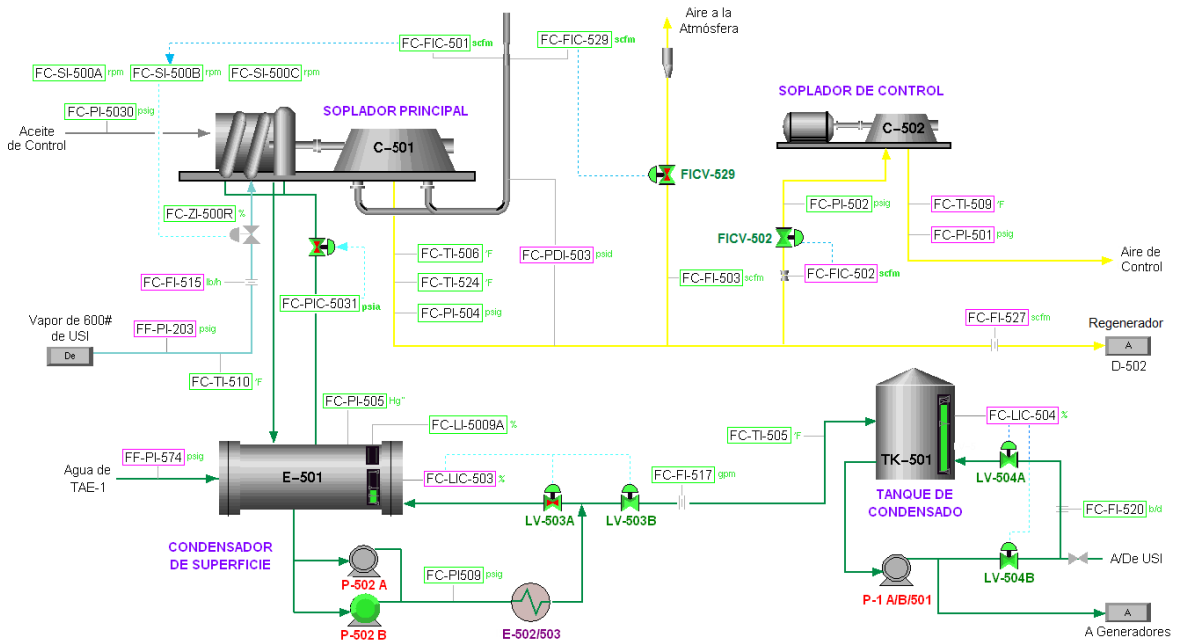 Aire a la
Atmósfera
FC-FIC-501 scfm
FC-FIC-529 scfm
FC-SI-500A rpm
FC-SI-500B rpm
FC-SI-500C rpm
SOPLADOR DE CONTROL
FC-PI-5030 psig
SOPLADOR PRINCIPAL
C-502
Aceite
de Control
C-501
FICV-529
FC-PI-502 psig
FC-TI-509 °F
FC-ZI-500R %
FICV-502
FC-PI-501 psig
FC-TI-506 °F
FC-PDI-503 psid
Aire de
Control
FC-FI-515 lb/h
FC-TI-524 °F
FC-FI-503 scfm
FC-FIC-502 scfm
FC-PIC-5031 psia
FC-PI-504 psig
Vapor de 600#
de USI
FF-PI-203 psig
FC-FI-527 scfm
Regenerador
De
A
D-502
FC-TI-510 °F
FC-PI-505 Hg"
FC-LI-5009A %
FC-LIC-504 %
FC-TI-505 °F
Agua de
TAE-1
FF-PI-574 psig
E-501
FC-LIC-503 %
FC-FI-517 gpm
TK-501
LV-504A
TANQUE DE
CONDENSADO
LV-503A
LV-503B
FC-FI-520 lb/d
CONDENSADOR
DE SUPERFICIE
P-502 A
FC-PI509 psig
LV-504B
A/De USI
P-1 A/B/501
P-502 B
E-502/503
A
A Generadores